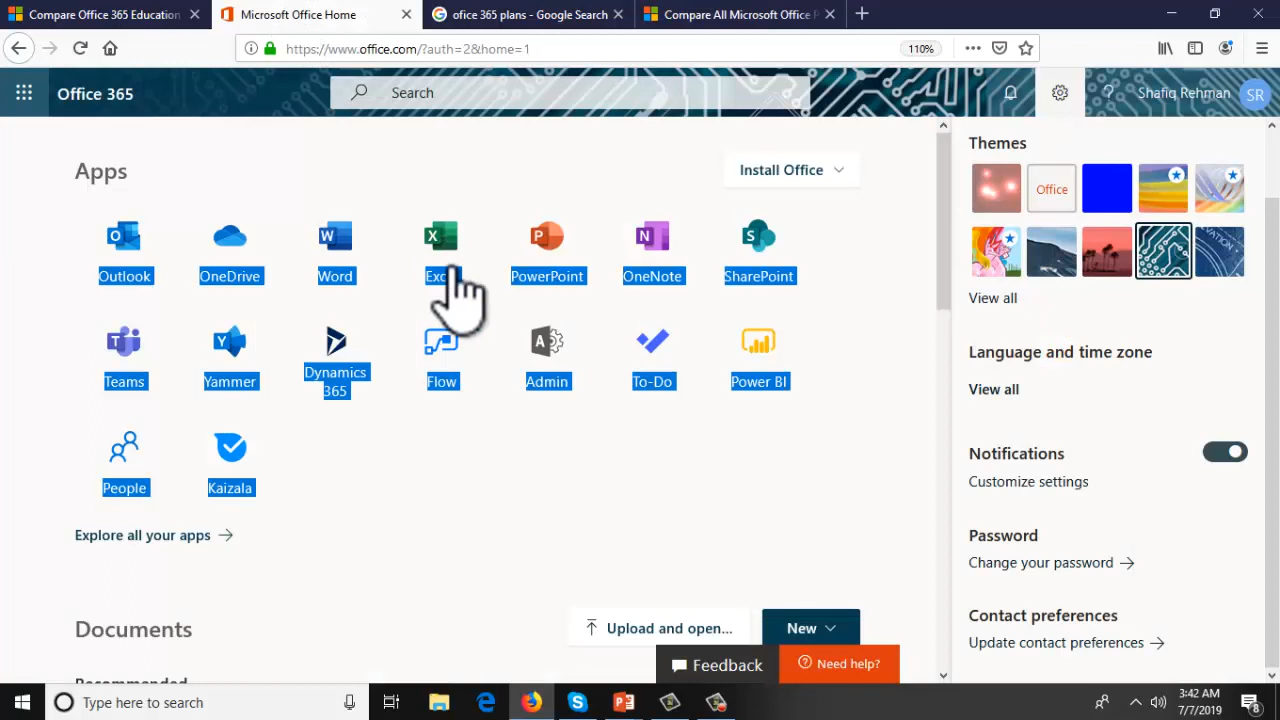 Compare Office 365 Education
Microsoft Office Home
ofice 365 plans - Google Search
Compare All Microsoft Office P
https://www.office.com/?auth=2&home=1
110%
Office 365
Search
Shafiq Rehman
SR
Apps
Install Office
Outlook
OneDrive
Word
PowerPoint
OneNote
SharePoint
Teams
Yammer
Dynamics
365
Flow
Admin
To-Do
Power BI
People
Kaizala
Explore all your apps
Documents
Upload and open...
New
Feedback
Need help?
Themes
Office
View all
Language and time zone
View all
Notifications
Customize settings
Password
Change your password
Contact preferences
Update contact preferences
Type here to search
3:42 AM
7/7/2019
8